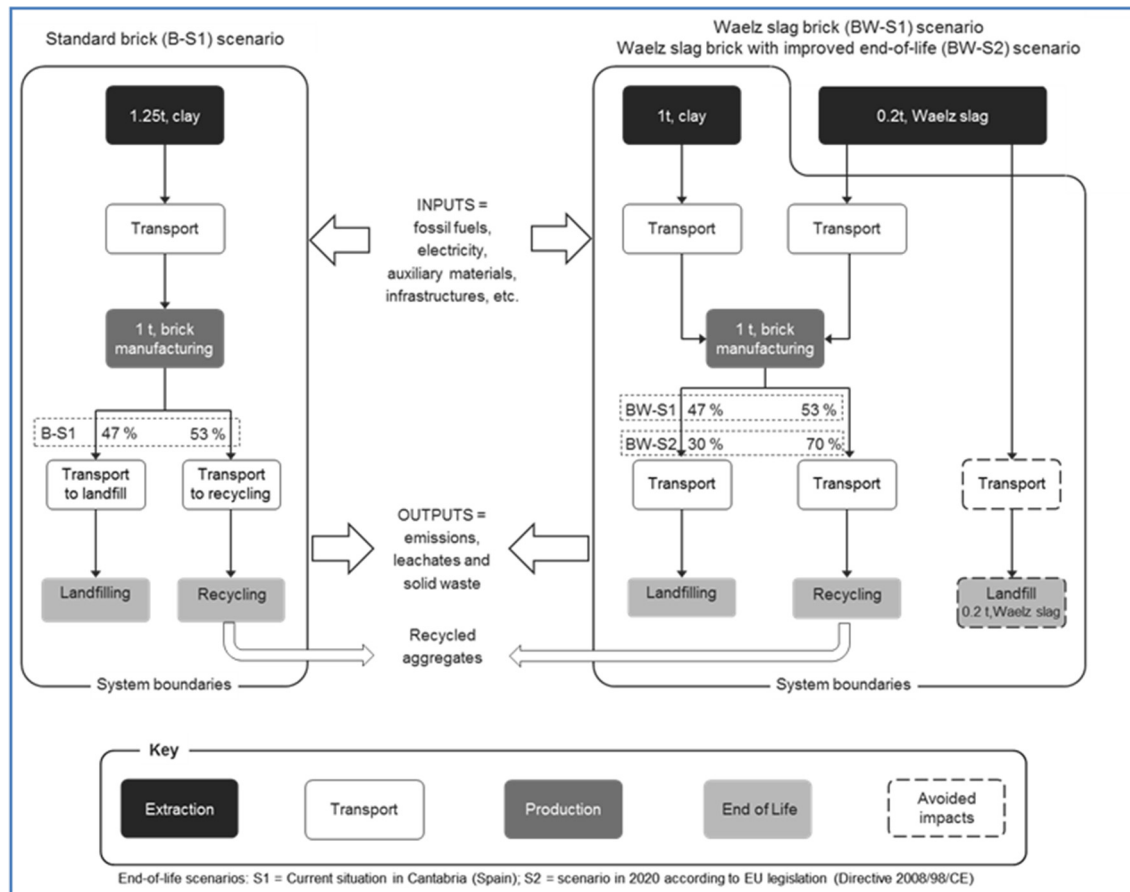 Standard brick (B-S1) scenario
Waelz slag brick (BW-S1) scenario
Waelz slag brick with improved end-of-life (BW-S2) scenario
1.25t, clay
Transport
1 t, brick
manufacturing
B-S1 47 % 53 %
Transport
to landfill
Transport
to recycling
Landfilling
Recycling
System boundaries
INPUTS =
fossil fuels,
electricity,
auxiliary materials,
infrastructures, etc.
OUTPUTS =
emissions,
leachates and
solid waste
Recycled
aggregates
1t, clay
0.2t, Waelz slag
Transport
Transport
1 t, brick
manufacturing
BW-S1 47 % 53 %
BW-S2 30 % 70 %
Transport
Transport
Transport
Landfilling
Recycling
Landfill
0.2 t,Waelz slag
System boundaries
Key
Extraction
Transport
Production
End of Life
Avoided
impacts
End-of-life scenarios: S1 = Current situation in Cantabria (Spain); S2 = scenario in 2020 according to EU legislation (Directive 2008/98/CE)